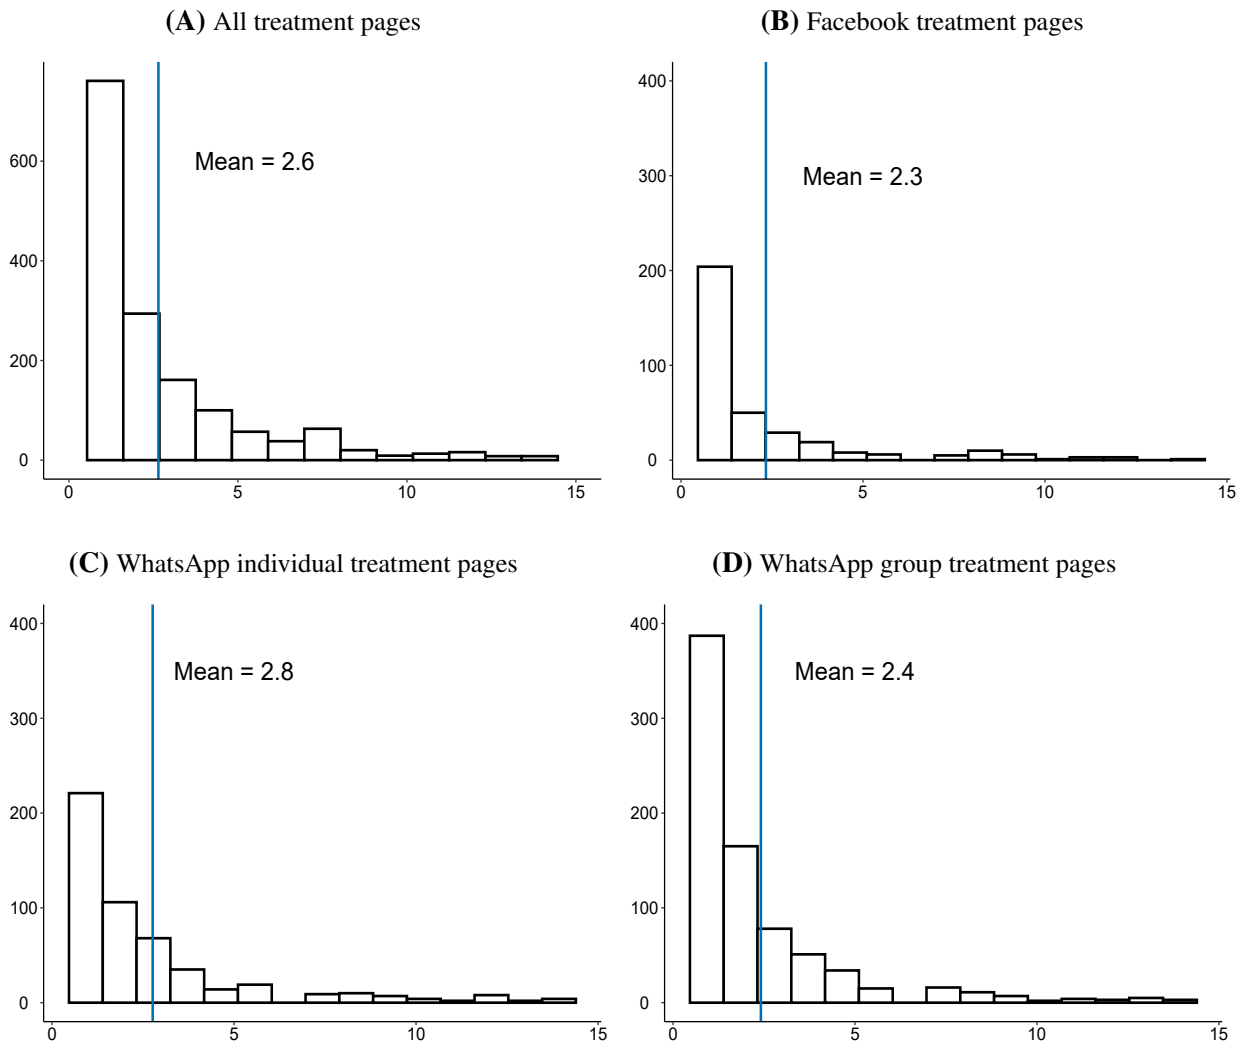 (A) All treatment pages
Mean = 2.6
600
400
200
0
0 5 10 15
(B) Facebook treatment pages
Mean = 2.3
400
300
200
100
0
0 5 10 15
(C) WhatsApp individual treatment pages
Mean = 2.8
400
300
200
100
0
0 5 10 15
(D) WhatsApp group treatment pages
Mean = 2.4
400
300
200
100
0
0 5 10 15